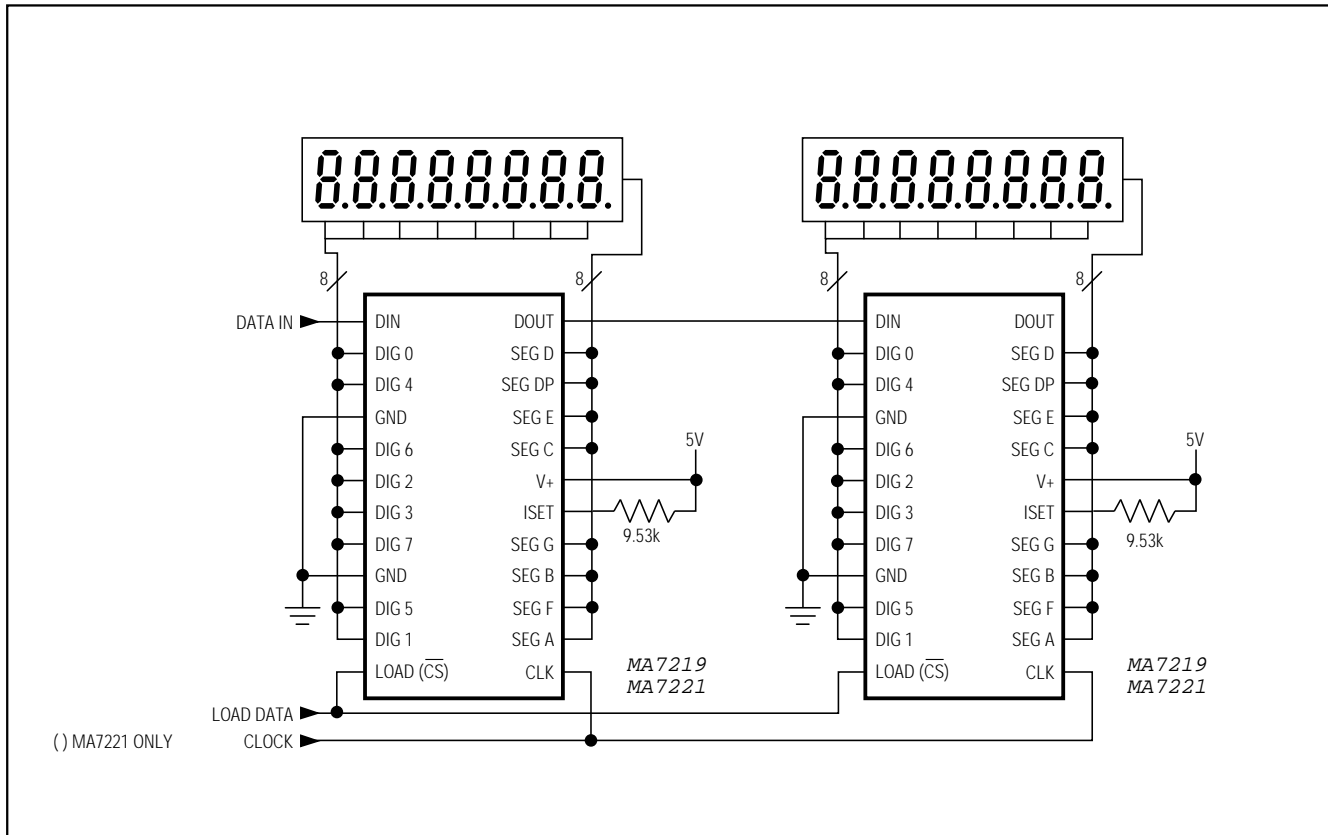 8.8.8.8.8.8.8.8.
8.8.8.8.8.8.8.8.
8
8
8
8
DATA IN
DIN
DOUT
DIG 0
SEG D
DIG 4
SEG DP
GND
SEG E
DIG 6
SEG C
DIG 2
V+
DIG 3
ISET
DIG 7
SEG G
GND
SEG B
DIG 5
SEG F
DIG 1
SEG A
LOAD (CS̅)
CLK
5V
9.53k
MA7219
MA7221
DIN
DOUT
DIG 0
SEG D
DIG 4
SEG DP
GND
SEG E
DIG 6
SEG C
DIG 2
V+
DIG 3
ISET
DIG 7
SEG G
GND
SEG B
DIG 5
SEG F
DIG 1
SEG A
LOAD (CS̅)
CLK
5V
9.53k
MA7219
MA7221
LOAD DATA
( ) MA7221 ONLY
CLOCK